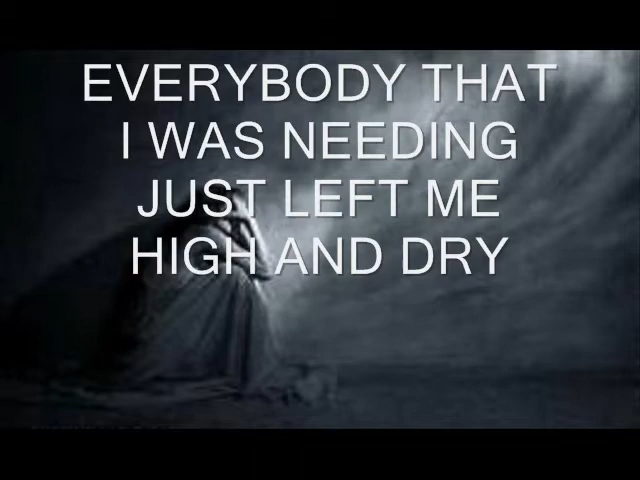 EVERYBODY THAT
I WAS NEEDING
JUST LEFT ME
HIGH AND DRY